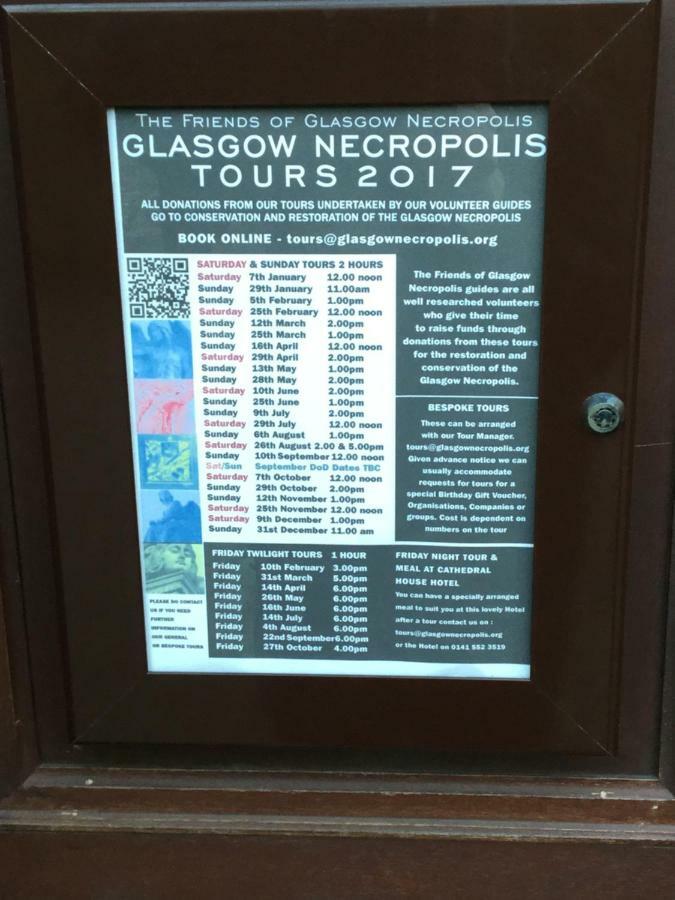 THE FRIENDS OF GLASGOW NECROPOLIS
GLASGOW NECROPOLIS
TOURS 2017
ALL DONATIONS FROM OUR TOURS UNDERTAKEN BY OUR VOLUNTEER GUIDES
GO TO CONSERVATION AND RESTORATION OF THE GLASGOW NECROPOLIS
BOOK ONLINE - tours@glasgownecropolis.org
SATURDAY & SUNDAY TOURS 2 HOURS
Saturday 7th January 12.00 noon
Sunday 29th January 11.00am
Sunday 5th February 1.00pm
Saturday 25th February 12.00 noon
Sunday 12th March 2.00pm
Sunday 25th March 1.00pm
Sunday 16th April 12.00 noon
Saturday 29th April 2.00pm
Sunday 13th May 1.00pm
Sunday 28th May 2.00pm
Saturday 10th June 2.00pm
Sunday 25th June 1.00pm
Sunday 9th July 2.00pm
Saturday 29th July 12.00 noon
Sunday 6th August 1.00pm
Saturday 26th August 2.00 & 5.00pm
Sunday 10th September 12.00 noon
Sat/Sun September DoD Dates TBC
Saturday 7th October 12.00 noon
Sunday 29th October 2.00pm
Sunday 12th November 1.00pm
Saturday 25th November 12.00 noon
Saturday 9th December 1.00pm
Sunday 31st December 11.00 am
The Friends of Glasgow
Necropolis guides are all
well researched volunteers
who give their time
to raise funds through
donations from these tours
for the restoration and
conservation of the
Glasgow Necropolis.
BESPOKE TOURS
These can be arranged
with our Tour Manager.
tours@glasgownecropolis.org
Given advance notice we can
usually accommodate
requests for tours for a
special Birthday Gift Voucher,
Organisations, Companies or
groups. Cost is dependent on
numbers on the tour
PLEASE DO CONTACT
US IF YOU NEED
FURTHER
INFORMATION ON
OUR GENERAL
OR BESPOKE TOURS
FRIDAY TWILIGHT TOURS 1 HOUR
Friday 10th February 3.00pm
Friday 31st March 5.00pm
Friday 14th April 6.00pm
Friday 26th May 6.00pm
Friday 16th June 6.00pm
Friday 14th July 6.00pm
Friday 4th August 6.00pm
Friday 22nd September 6.00pm
Friday 27th October 4.00pm
FRIDAY NIGHT TOUR &
MEAL AT CATHEDRAL
HOUSE HOTEL
You can have a specially arranged
meal to suit you at this lovely Hotel
after a tour contact us on :
tours@glasgownecropolis.org
or the Hotel on 0141 552 3519